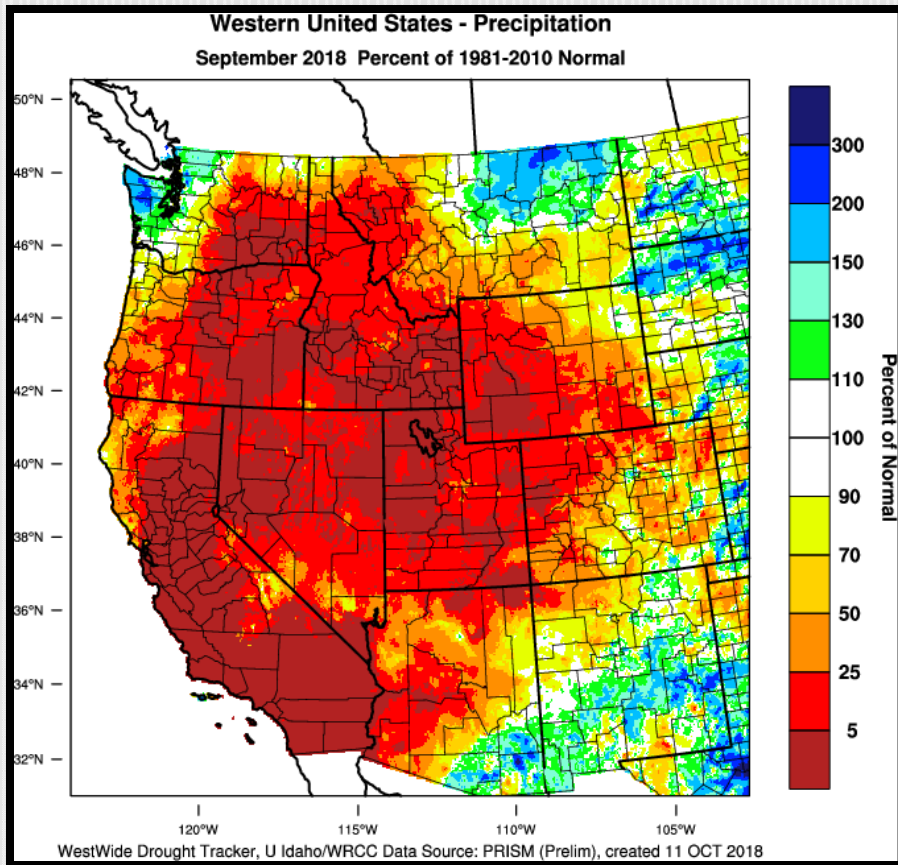 Western United States - Precipitation
September 2018 Percent of 1981-2010 Normal
50°N
48°N
46°N
44°N
42°N
40°N
38°N
36°N
34°N
32°N
120°W
115°W
110°W
105°W
300
200
150
130
110
100
90
70
50
25
5
Percent of Normal
WestWide Drought Tracker, U Idaho/WRCC Data Source: PRISM (Prelim), created 11 OCT 2018